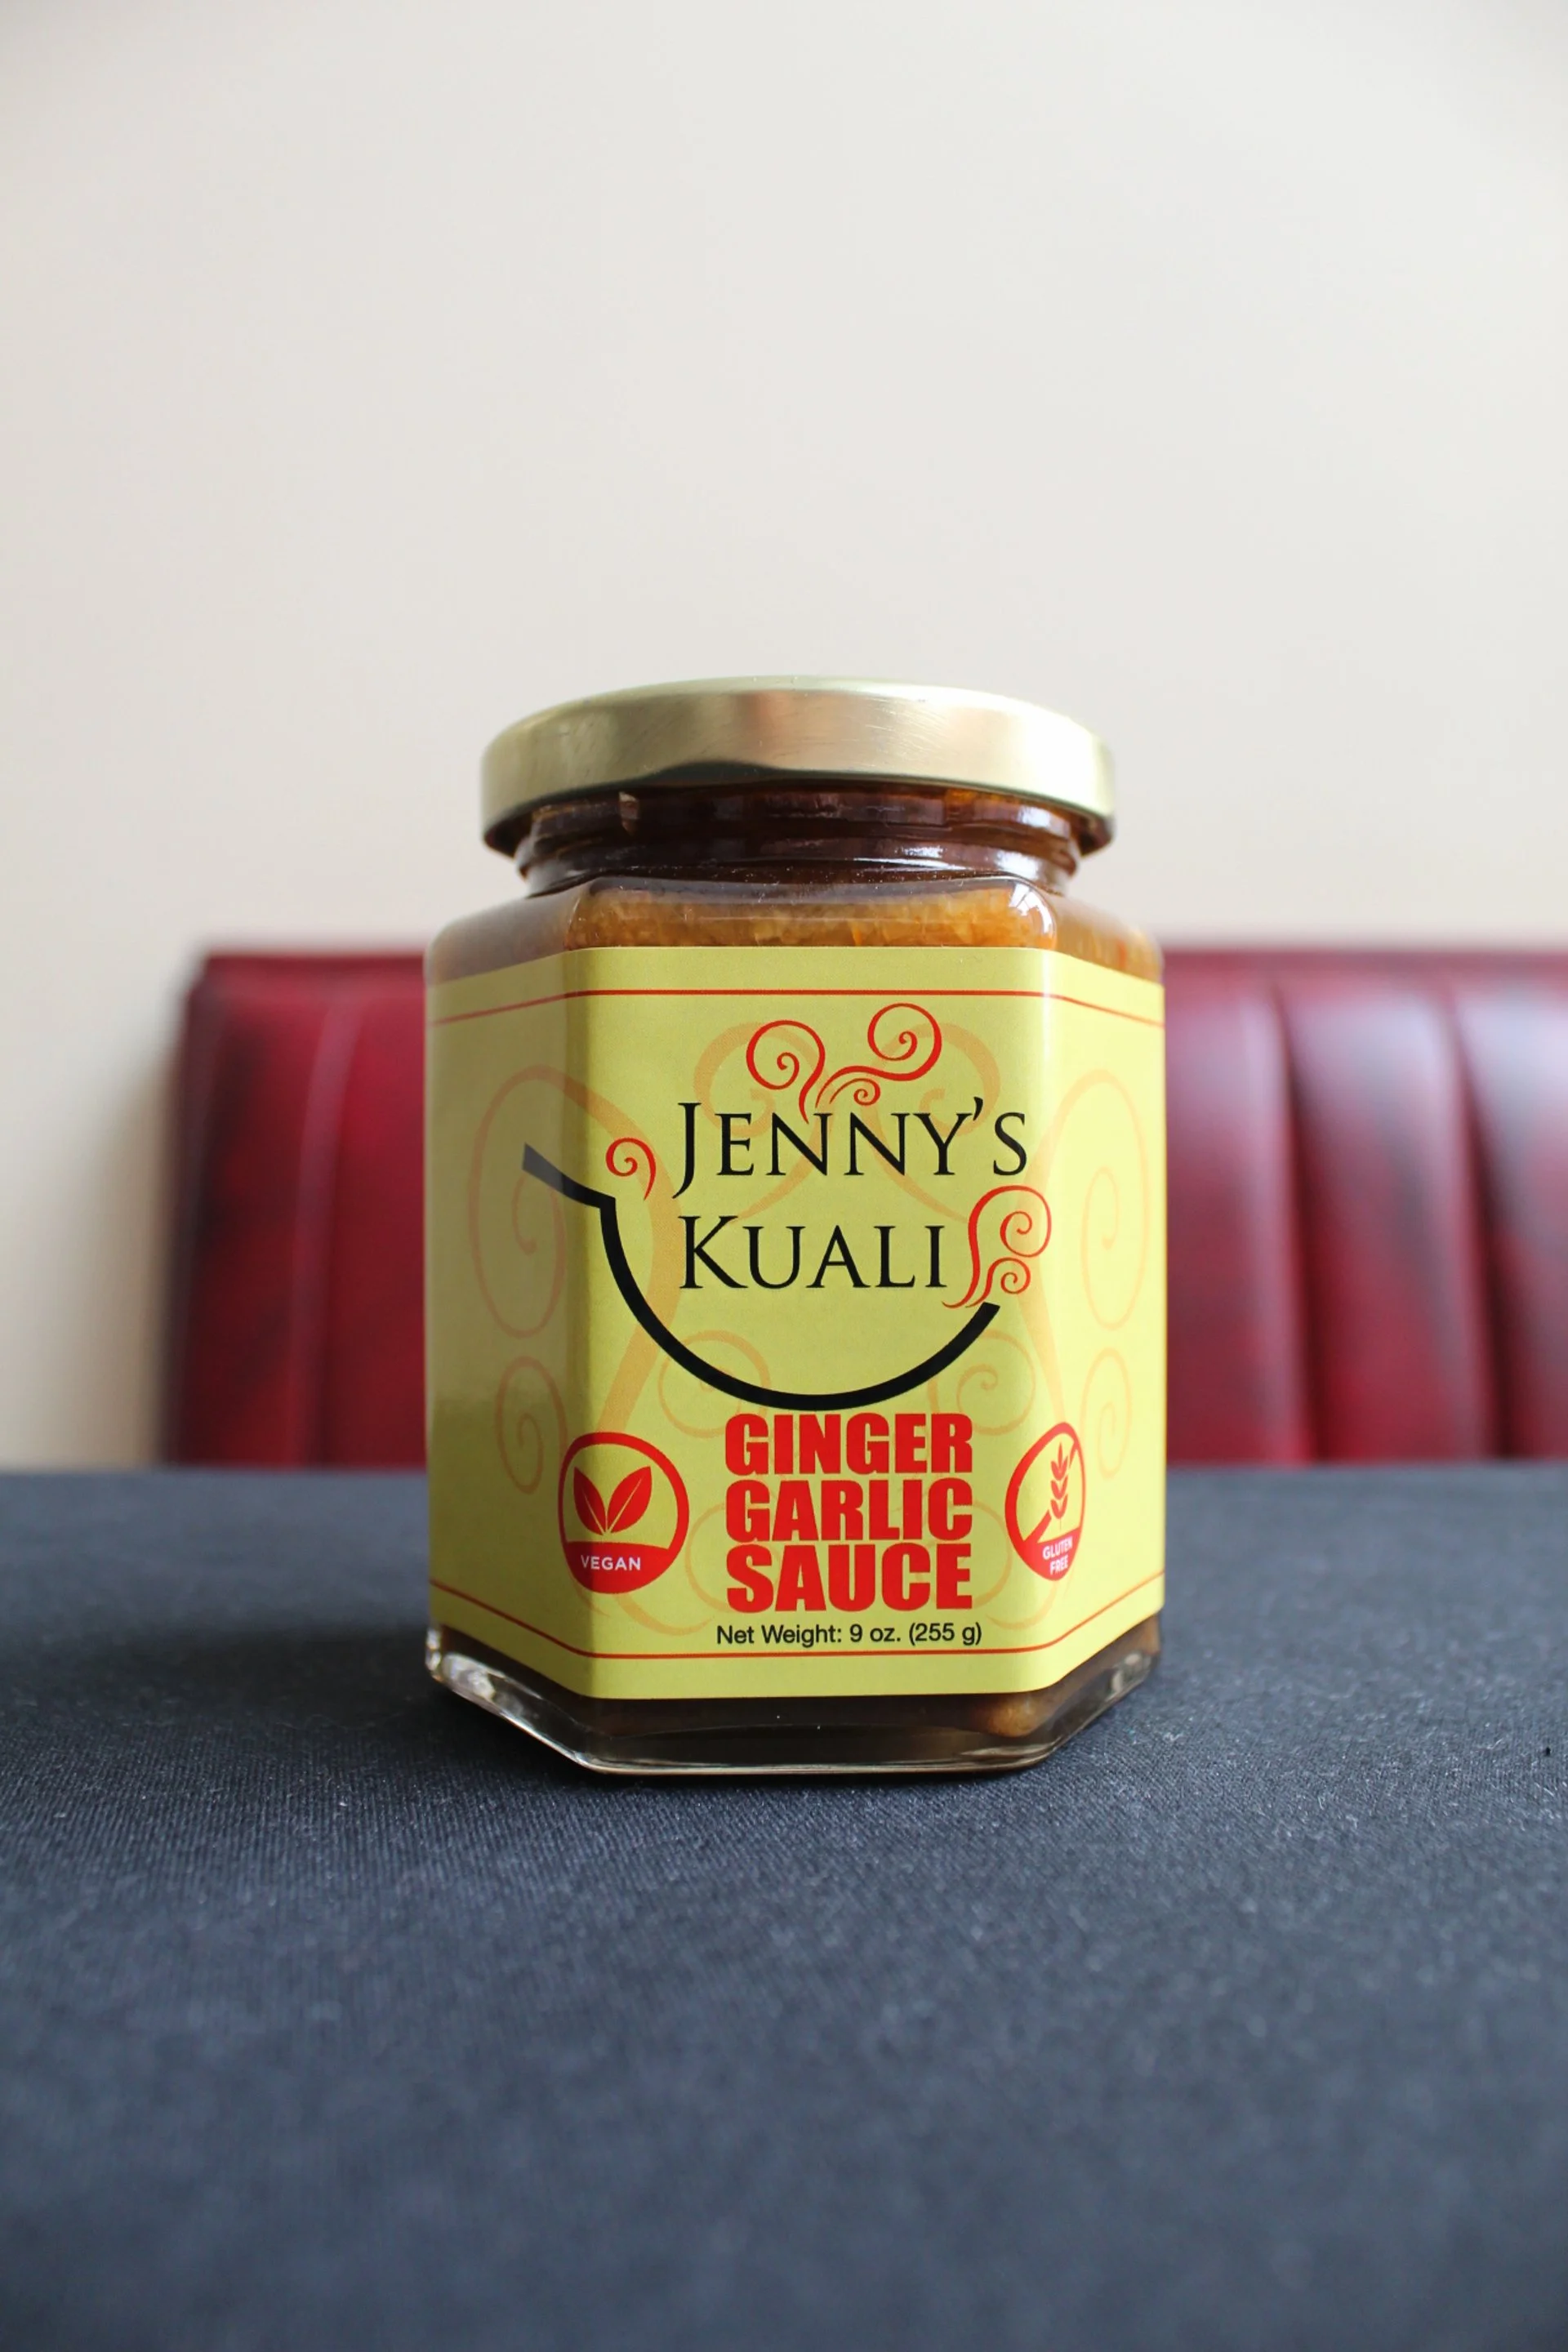 JENNY'S
KUALI
GINGER
GARLIC
SAUCE
VEGAN
GLUTEN
FREE
Net Weight: 9 oz. (255 g)